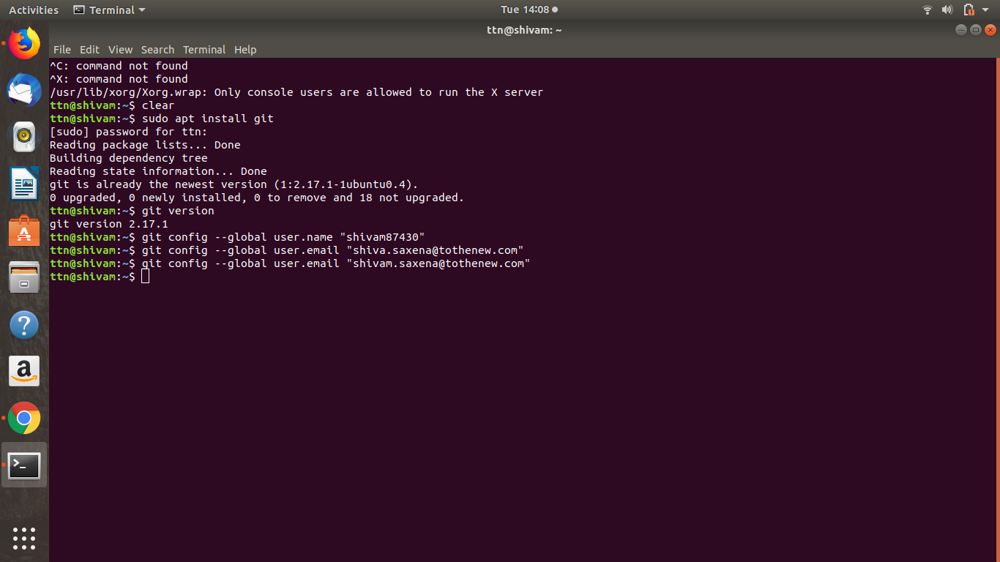 Activities Terminal Tue 14:08
ttn@shivam: ~
File Edit View Search Terminal Help
^C: command not found
^X: command not found
/usr/lib/xorg/Xorg.wrap: Only console users are allowed to run the X server
ttn@shivam:~$ clear
ttn@shivam:~$ sudo apt install git
[sudo] password for ttn:
Reading package lists... Done
Building dependency tree
Reading state information... Done
git is already the newest version (1:2.17.1-1ubuntu0.4).
0 upgraded, 0 newly installed, 0 to remove and 18 not upgraded.
ttn@shivam:~$ git version
git version 2.17.1
ttn@shivam:~$ git config --global user.name "shivam87430"
ttn@shivam:~$ git config --global user.email "shiva.saxena@tothenew.com"
ttn@shivam:~$ git config --global user.email "shivam.saxena@tothenew.com"
ttn@shivam:~$